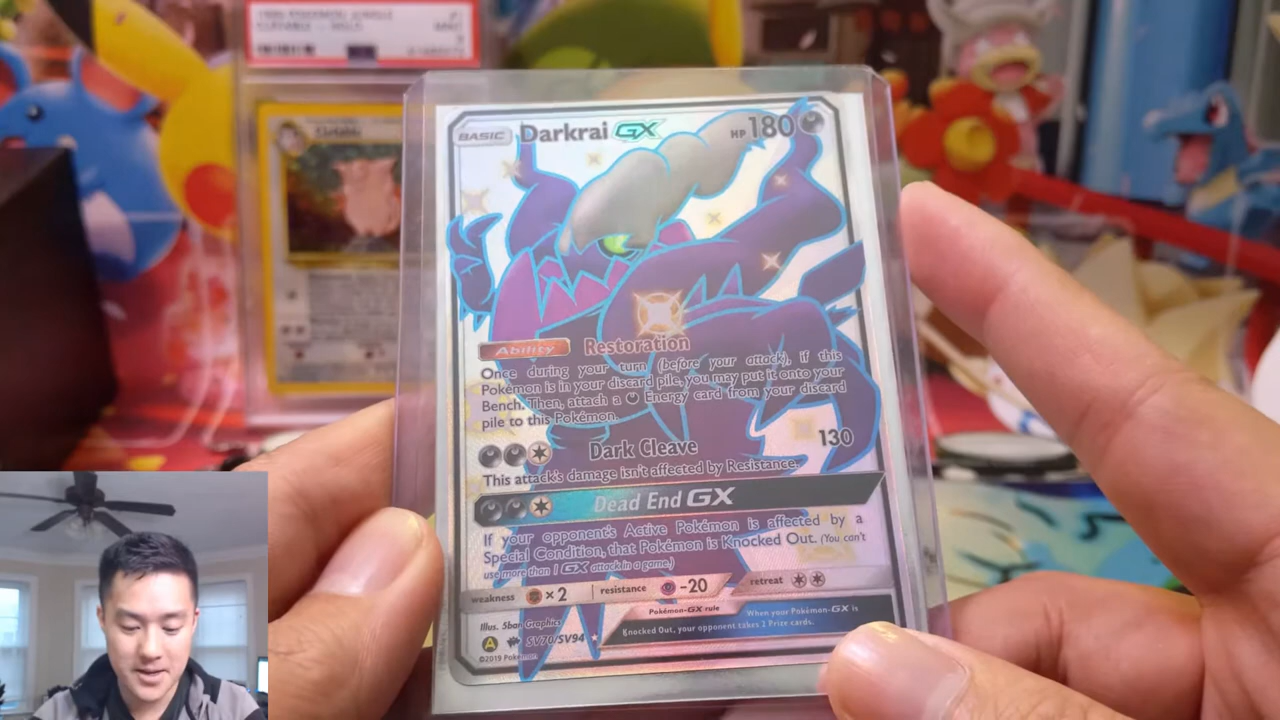 BASIC Darkrai GX HP 180
Ability Restoration
Once during your turn (before your attack), if this
Pokémon is in your discard pile, you may put it onto your
Bench. Then, attach a Energy card from your discard
pile to this Pokémon.
Dark Cleave 130
This attack's damage isn't affected by Resistance.
Dead End GX
If your opponent's Active Pokémon is affected by a
Special Condition, that Pokémon is Knocked Out. (You can't
use more than 1 GX attack in a game.)
weakness ×2 resistance -20 retreat
Pokémon-GX rule When your Pokémon-GX is
Knocked Out, your opponent takes 2 Prize cards.
Illus. 5ban Graphics
A SV70/SV94
©2019 Pokémon
Clefable